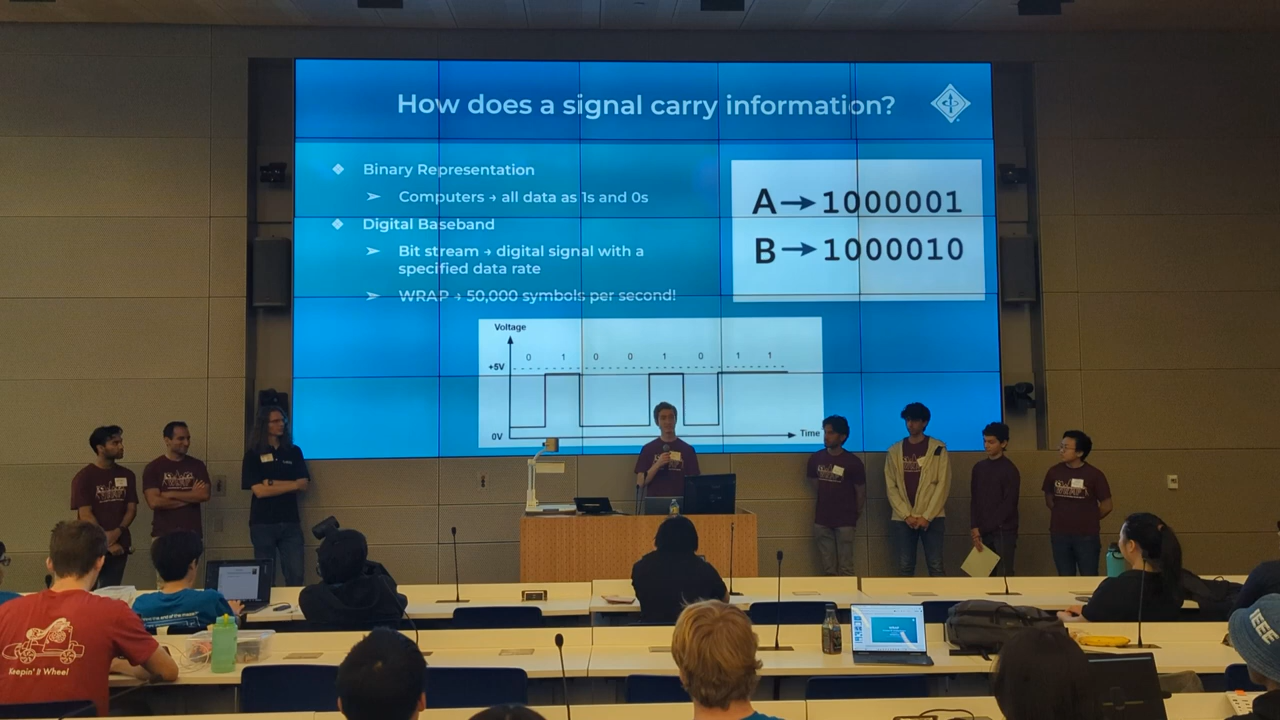 How does a signal carry information?
❖ Binary Representation
➢ Computers → all data as 1s and 0s
❖ Digital Baseband
➢ Bit stream → digital signal with a
specified data rate
➢ WRAP → 50,000 symbols per second!
A→1000001
B→1000010
Voltage
0 1 0 0 1 0 1 1
+5V
0V
Time
Keepin' It Wheel
IEEE